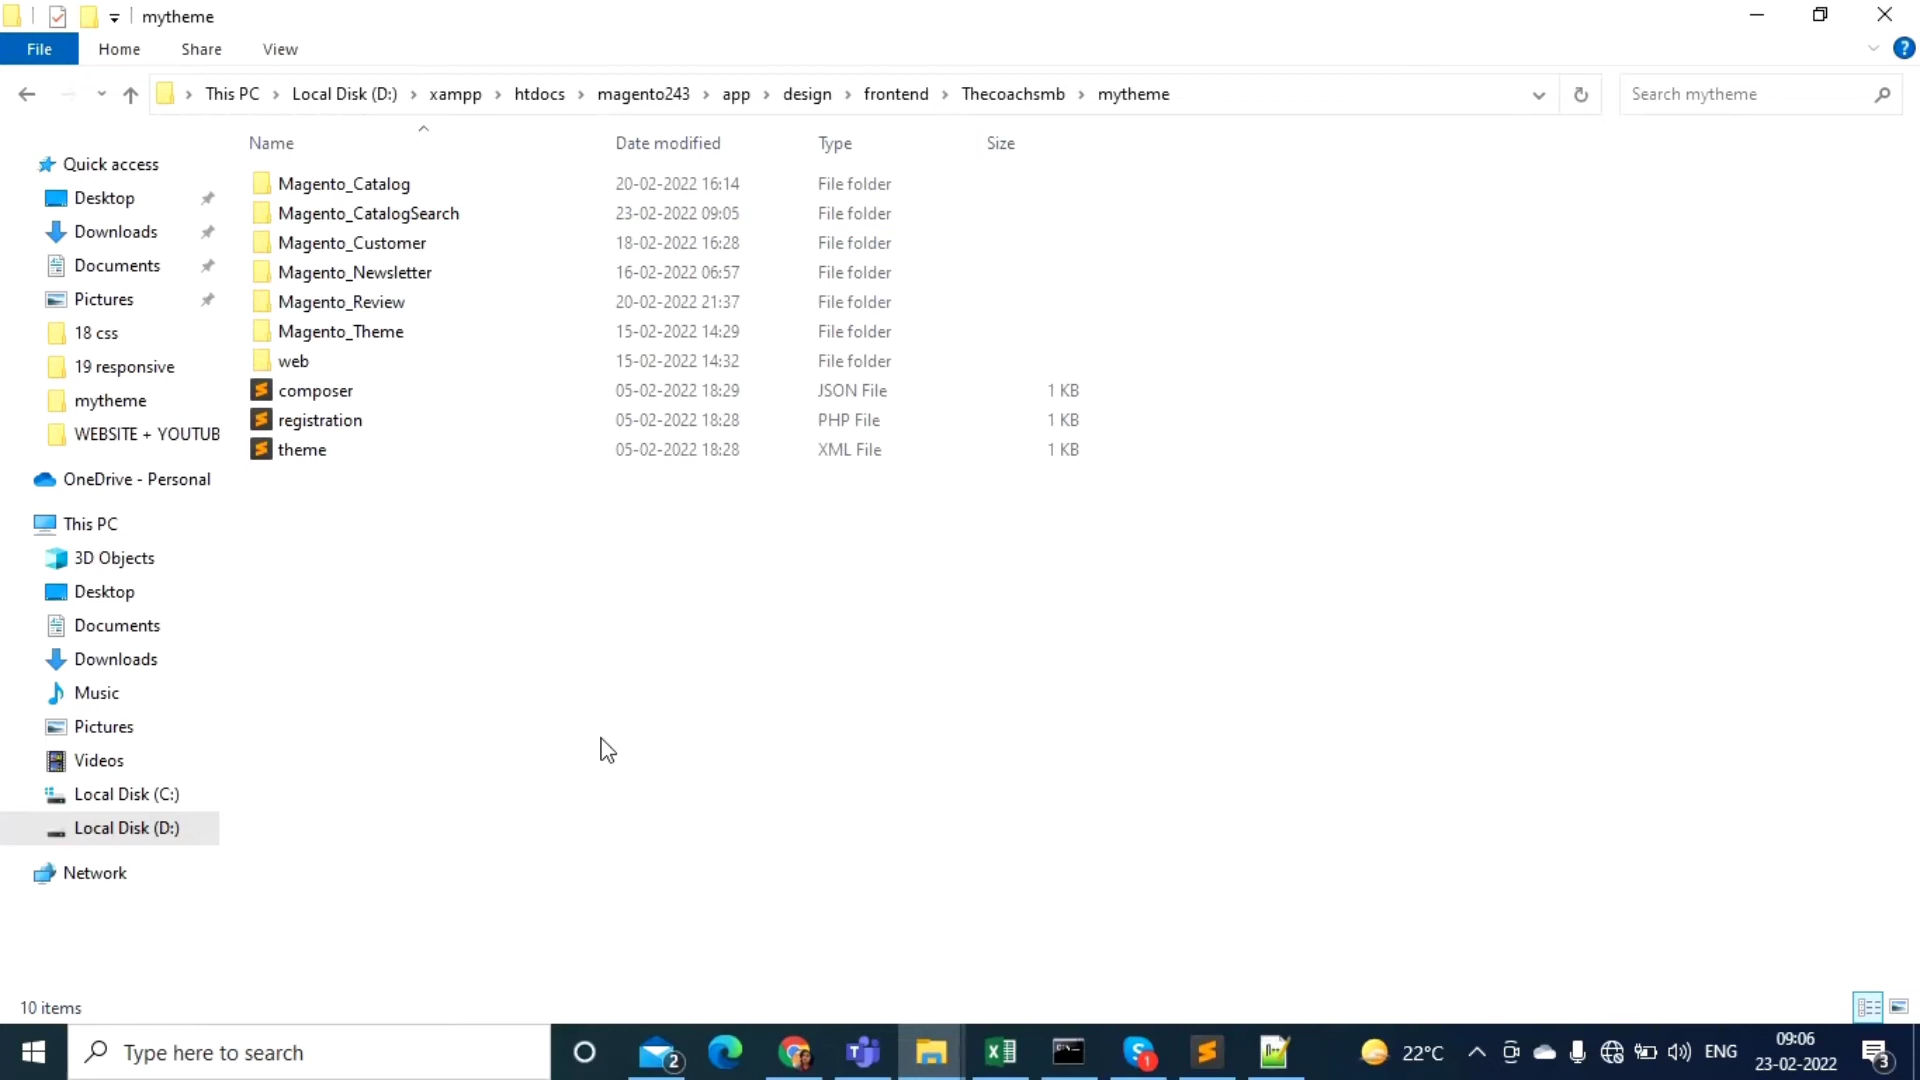 mytheme
File Home Share View
This PC Local Disk (D:) xampp htdocs magento243 app design frontend Thecoachsmb mytheme
Search mytheme
Name Date modified Type Size
Quick access
Desktop
Downloads
Documents
Pictures
18 css
19 responsive
mytheme
WEBSITE + YOUTUB
OneDrive - Personal
This PC
3D Objects
Desktop
Documents
Downloads
Music
Pictures
Videos
Local Disk (C:)
Local Disk (D:)
Network
Magento_Catalog 20-02-2022 16:14 File folder
Magento_CatalogSearch 23-02-2022 09:05 File folder
Magento_Customer 18-02-2022 16:28 File folder
Magento_Newsletter 16-02-2022 06:57 File folder
Magento_Review 20-02-2022 21:37 File folder
Magento_Theme 15-02-2022 14:29 File folder
web 15-02-2022 14:32 File folder
composer 05-02-2022 18:29 JSON File 1 KB
registration 05-02-2022 18:28 PHP File 1 KB
theme 05-02-2022 18:28 XML File 1 KB
10 items
Type here to search
2
1
22°C
ENG
09:06
23-02-2022
3